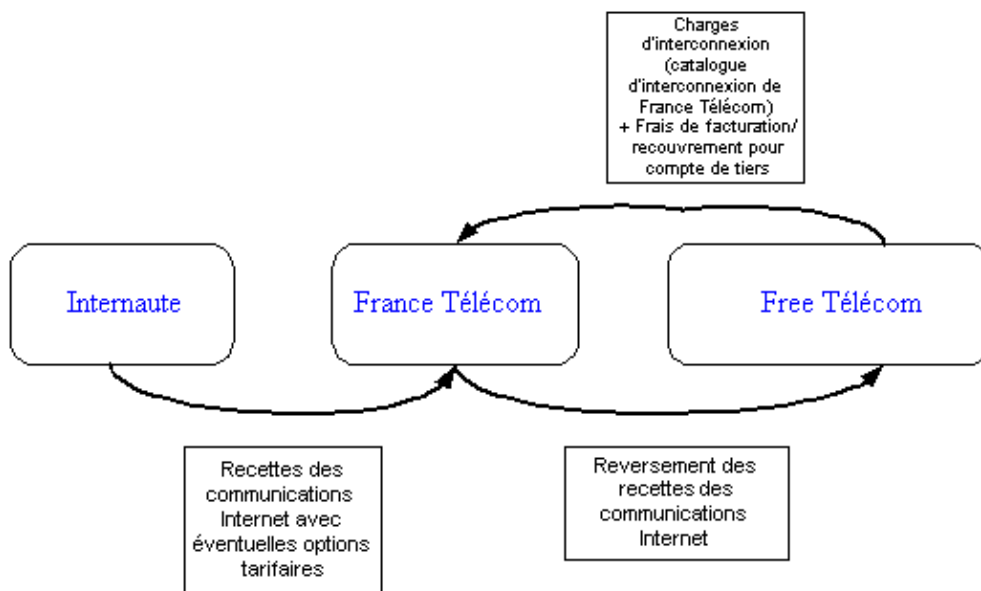 Charges
d'interconnexion
(catalogue
d'interconnexion de
France Télécom)
+ Frais de facturation/
recouvrement pour
compte de tiers
Internaute
France Télécom
Free Télécom
Recettes des
communications
Internet avec
éventuelles options
tarifaires
Reversement des
recettes des
communications
Internet